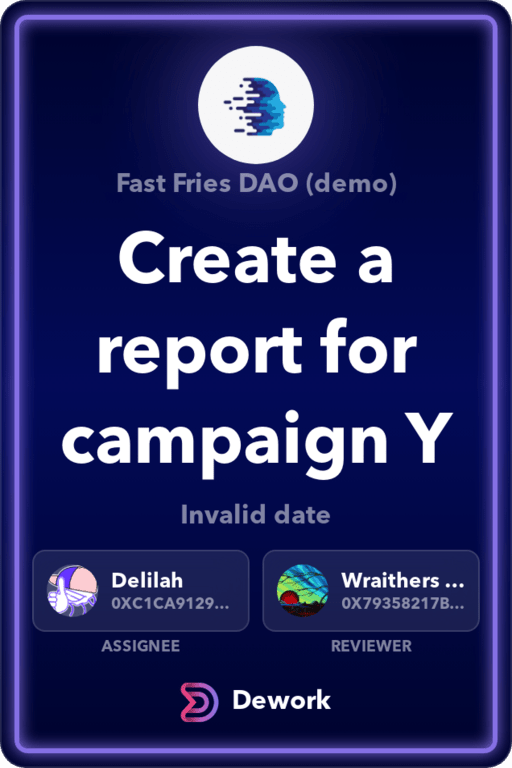 Fast Fries DAO (demo)
Create a
report for
campaign Y
Invalid date
Delilah
0XC1CA9129...
Wraithers ...
0X79358217B...
ASSIGNEE
REVIEWER
Dework